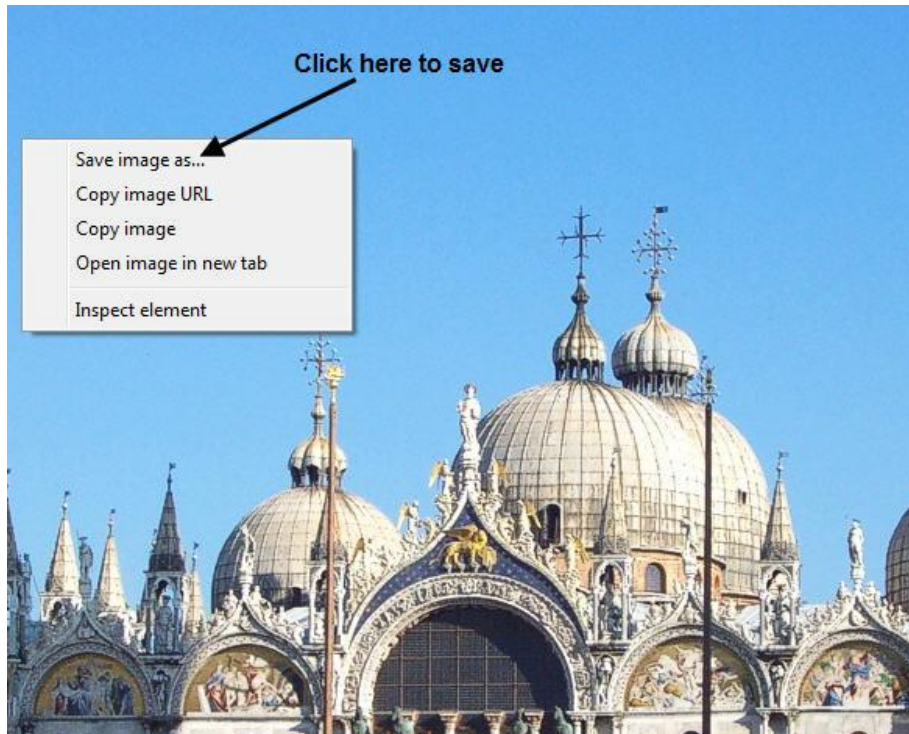 Click here to save
Save image as...
Copy image URL
Copy image
Open image in new tab
Inspect element